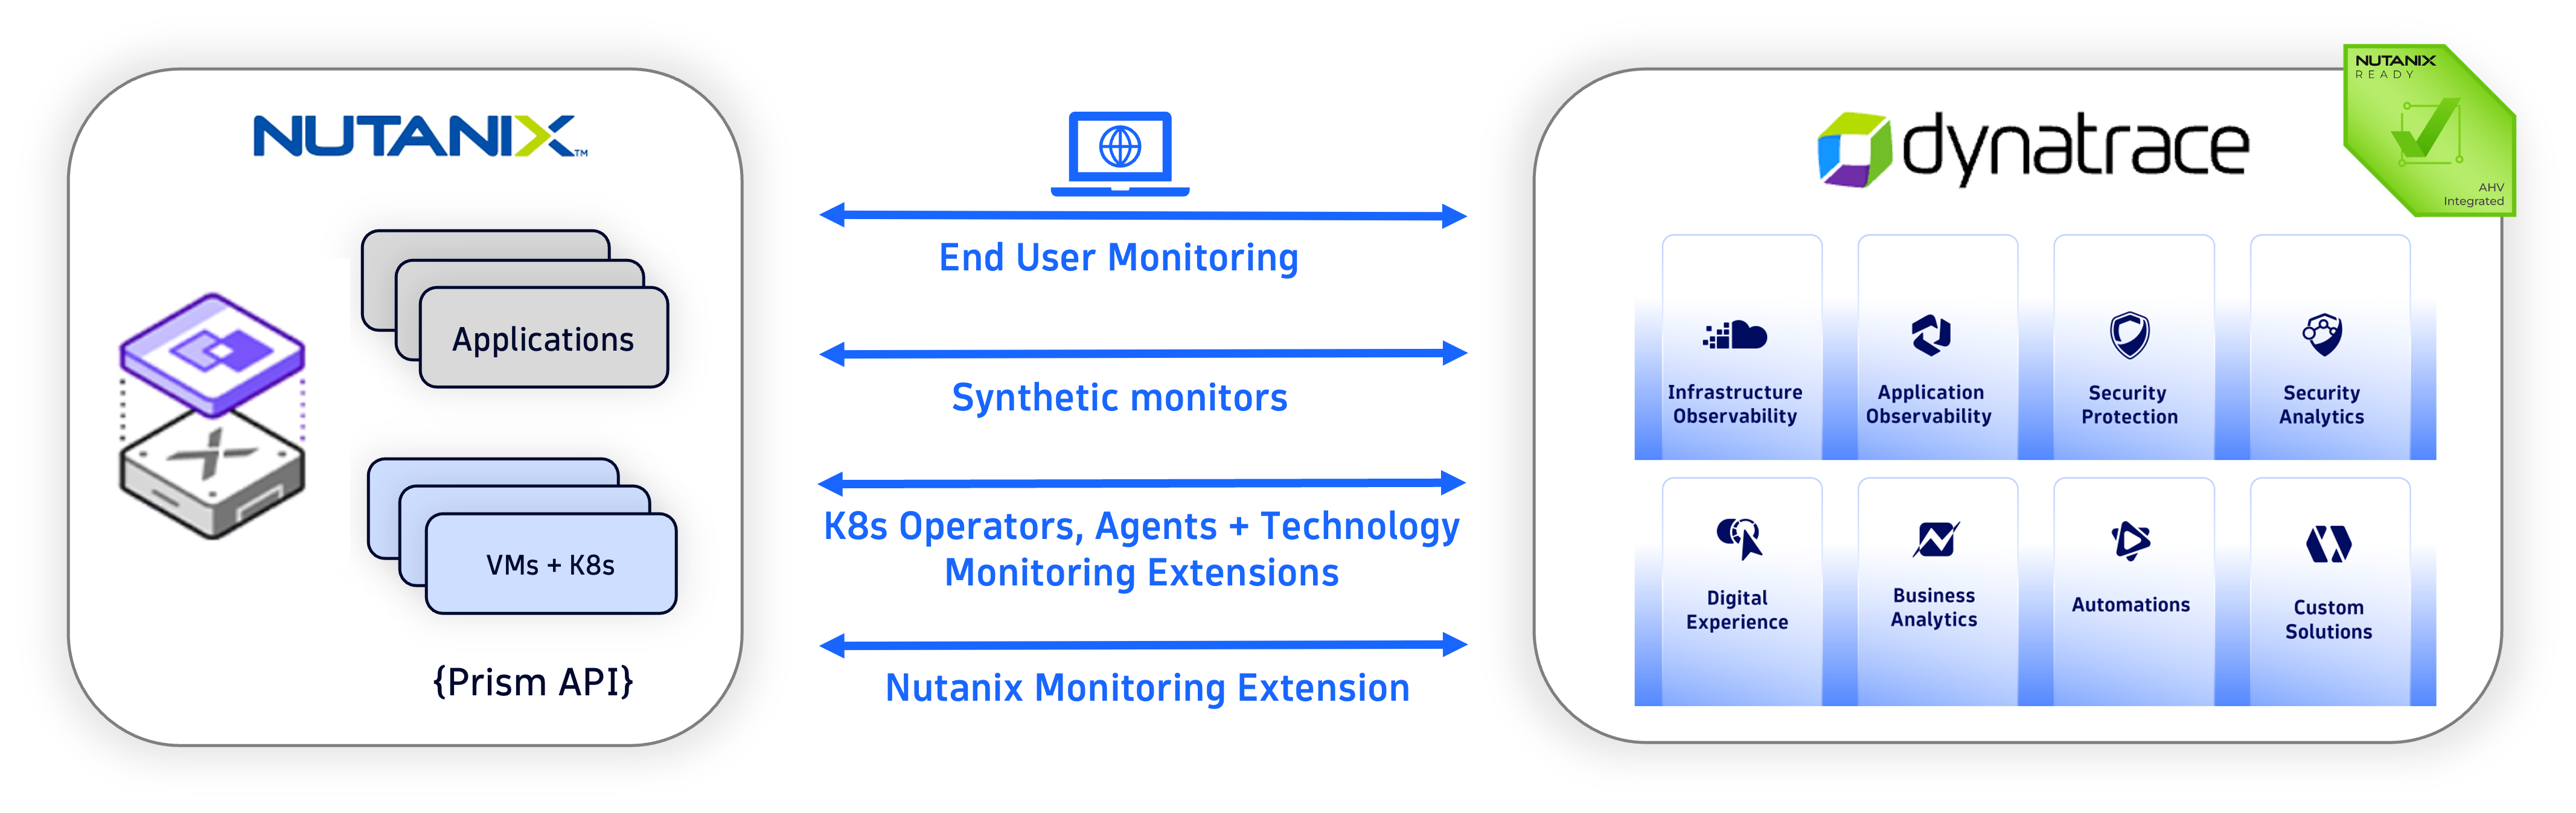 NUTANIX™
Applications
VMs + K8s
{Prism API}
End User Monitoring
Synthetic monitors
K8s Operators, Agents + Technology
Monitoring Extensions
Nutanix Monitoring Extension
dynatrace
NUTANIX
READY
AHV
Integrated
Infrastructure
Observability
Application
Observability
Security
Protection
Security
Analytics
Digital
Experience
Business
Analytics
Automations
Custom
Solutions